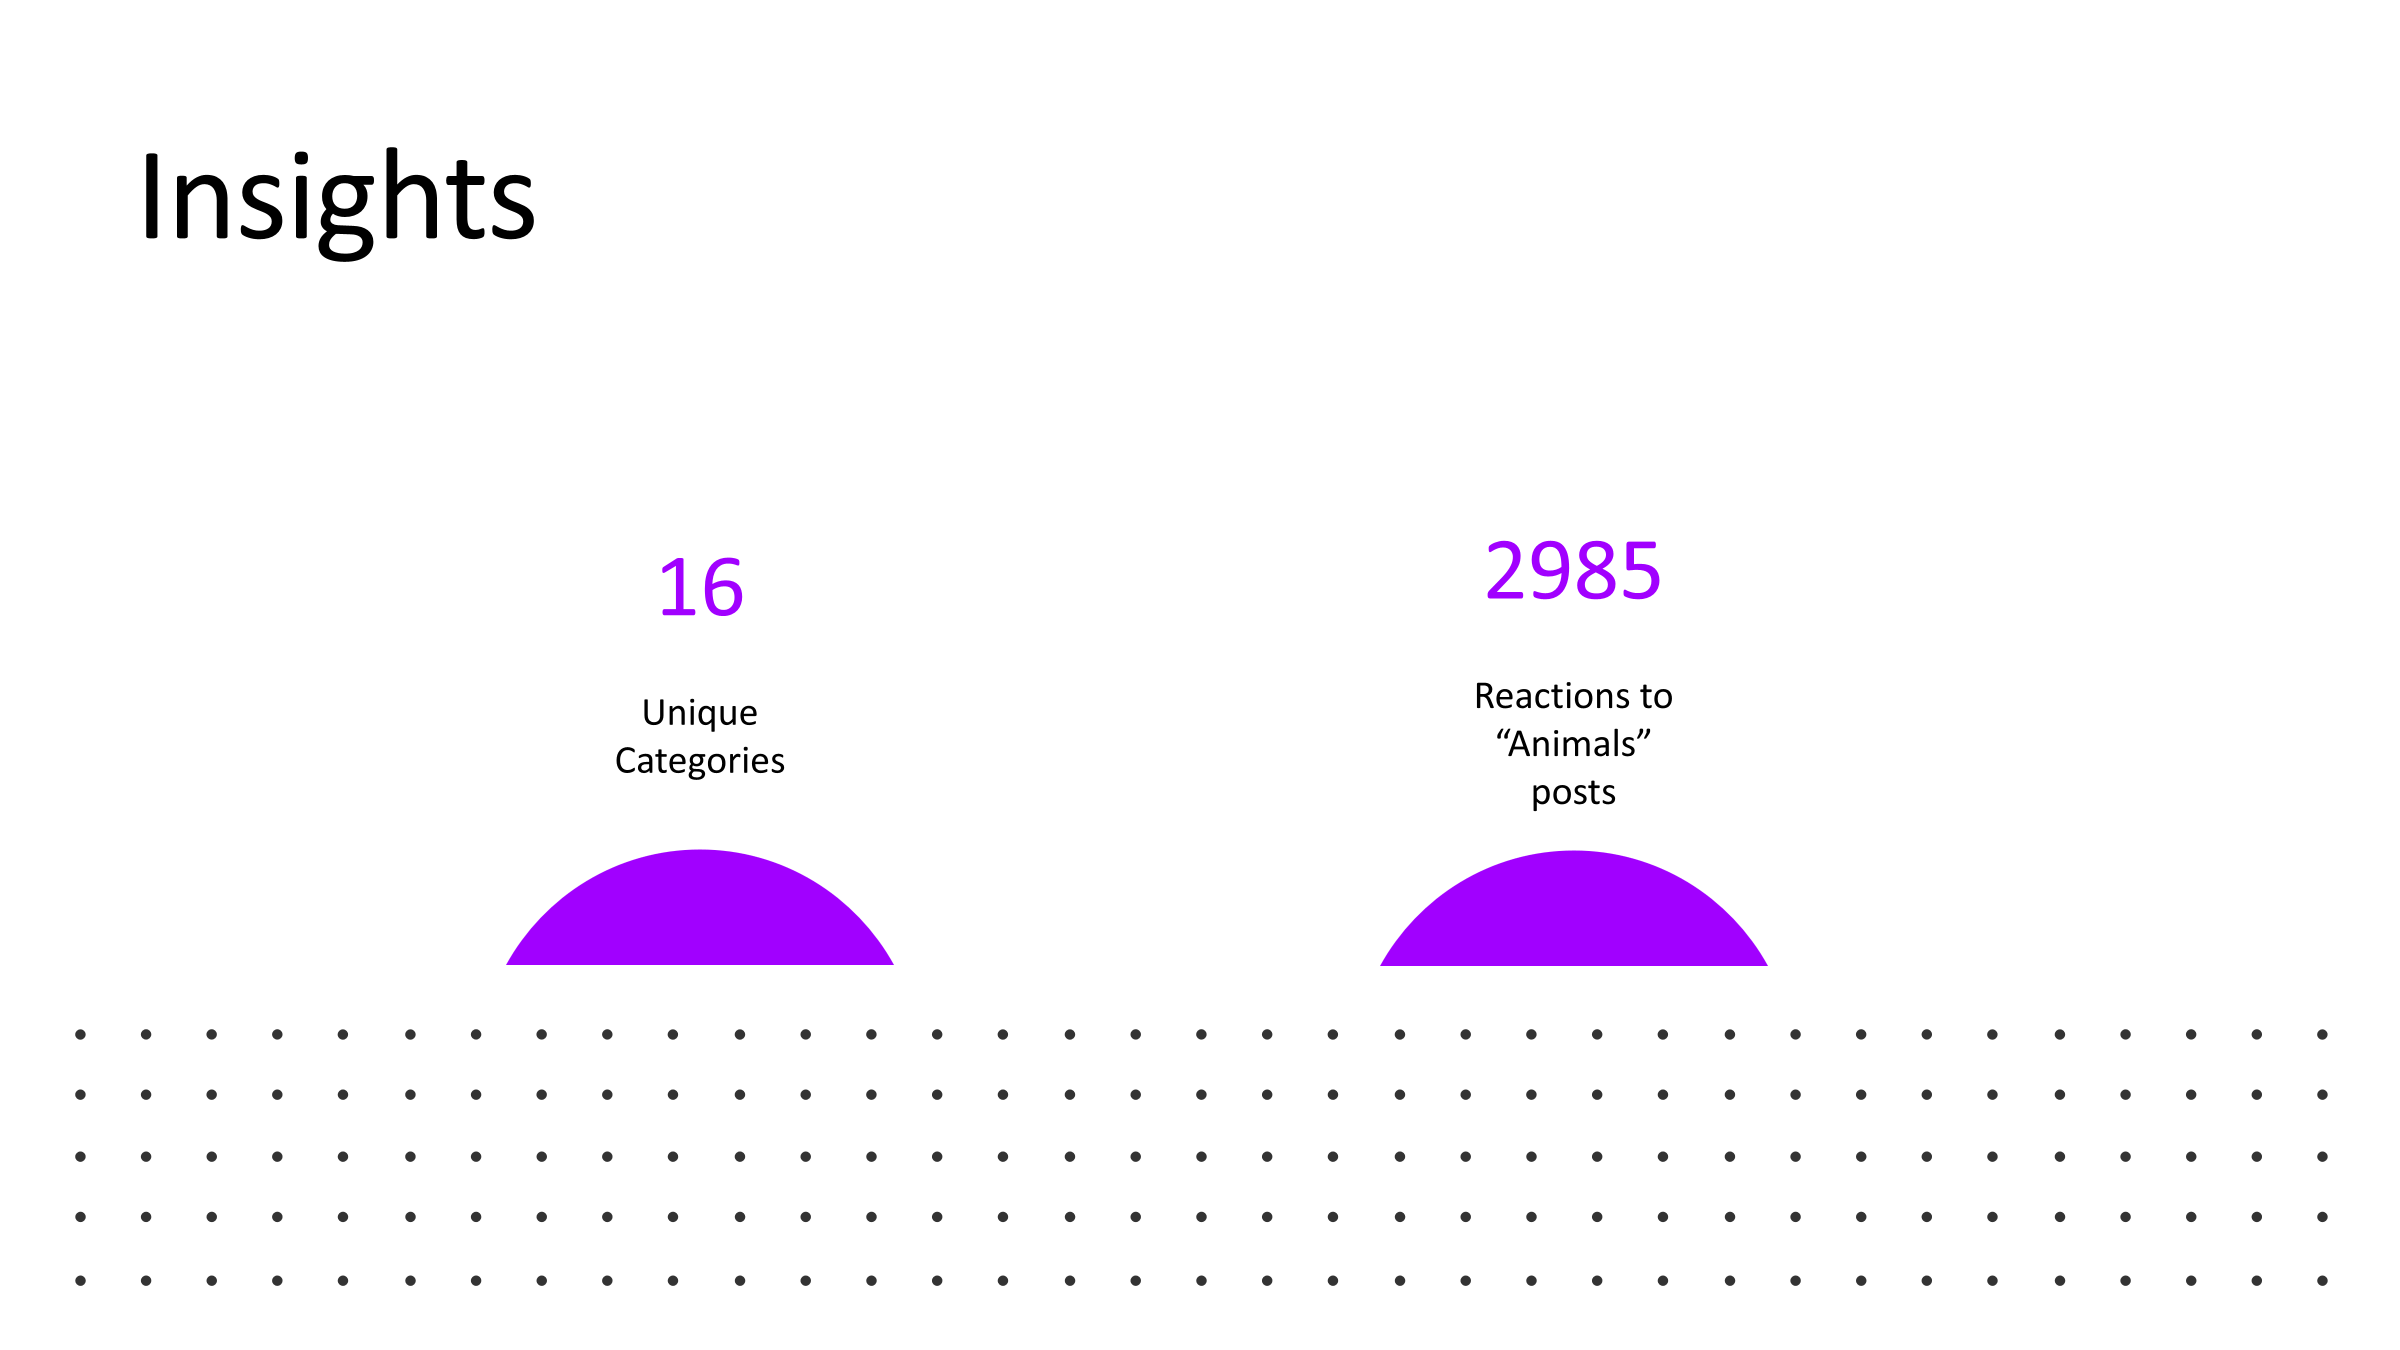 Insights
16
Unique
Categories
2985
Reactions to
“Animals”
posts